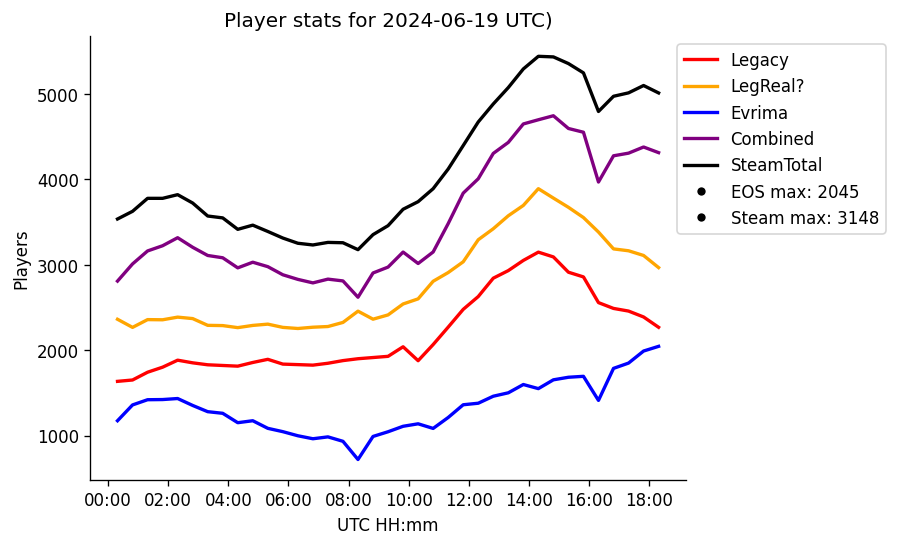 Player stats for 2024-06-19 UTC)
Legacy
LegReal?
Evrima
Combined
SteamTotal
EOS max: 2045
Steam max: 3148
Players
5000
4000
3000
2000
1000
00:00 02:00 04:00 06:00 08:00 10:00 12:00 14:00 16:00 18:00
UTC HH:mm